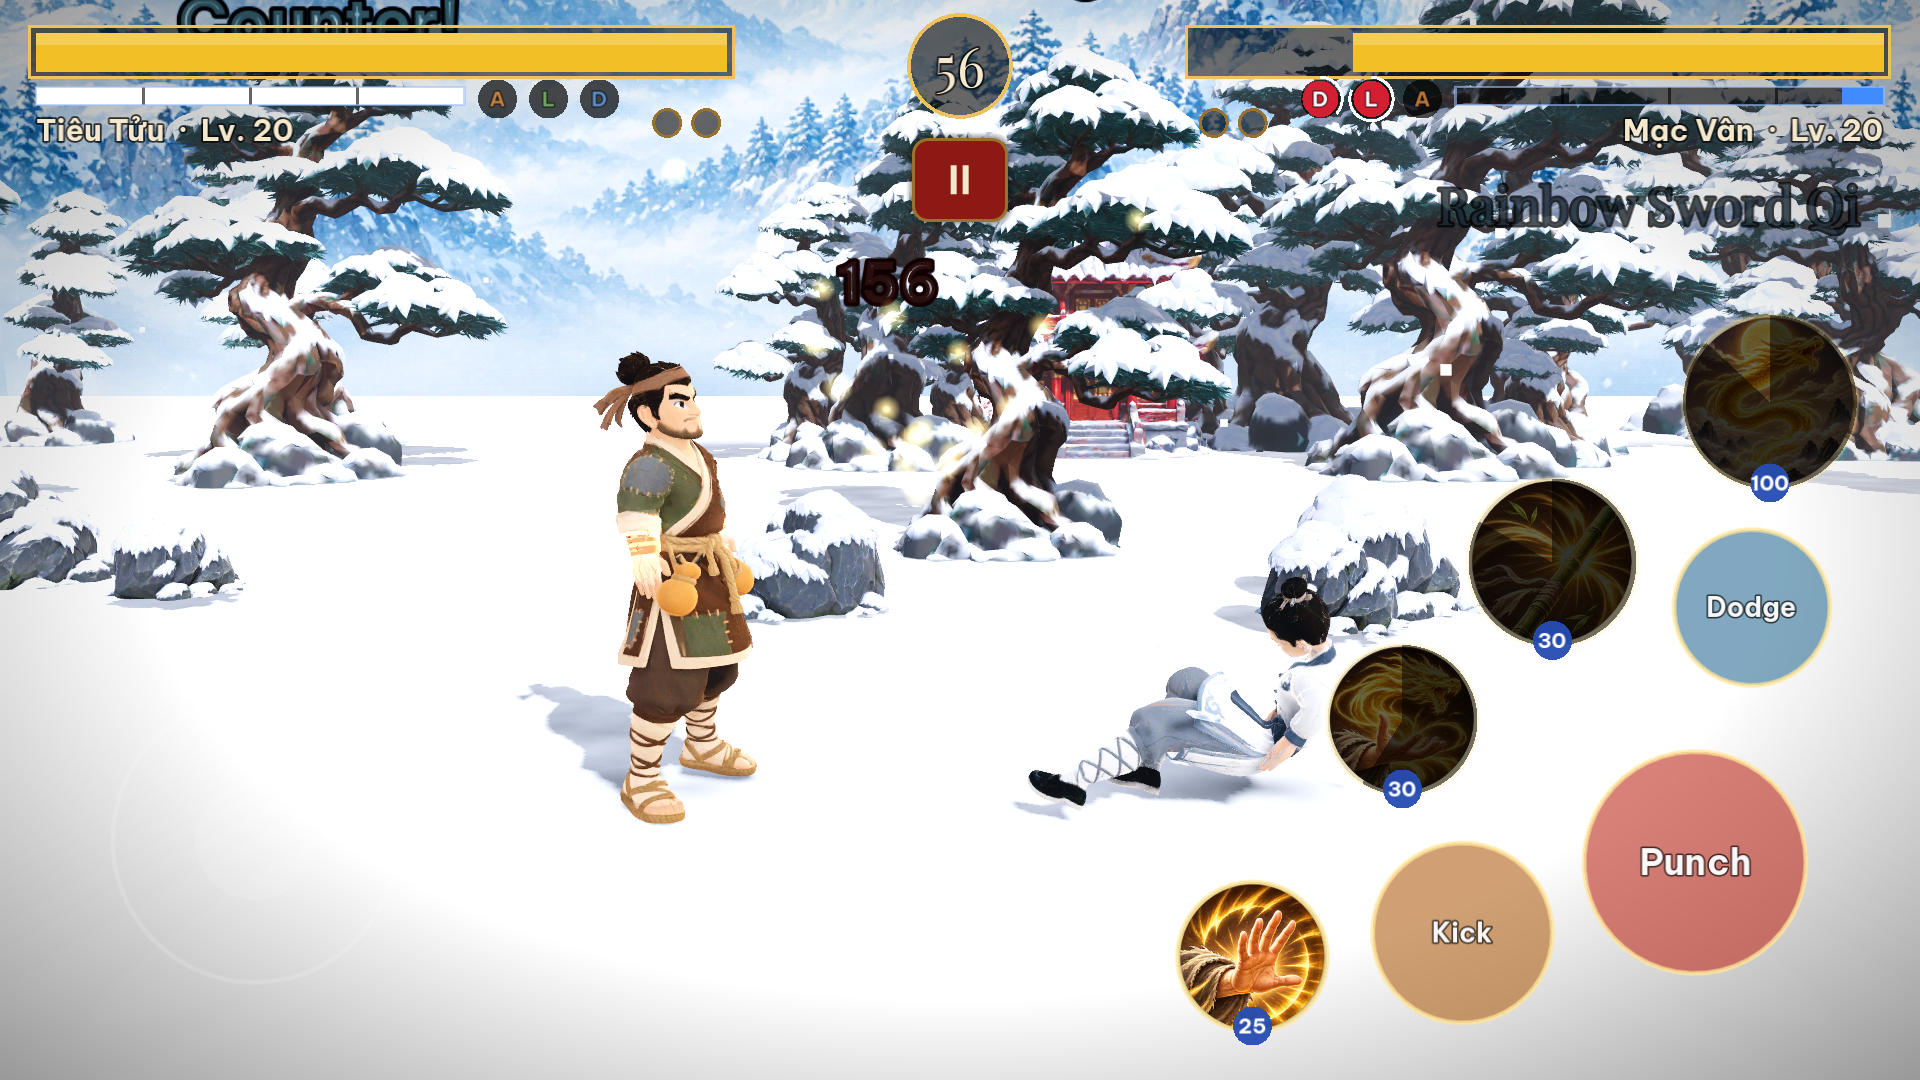 Counter!
56
A L D
D L A
Tiêu Tửu · Lv. 20
Mạc Vân · Lv. 20
Rainbow Sword Qi
156
100
30
Dodge
30
Punch
Kick
25